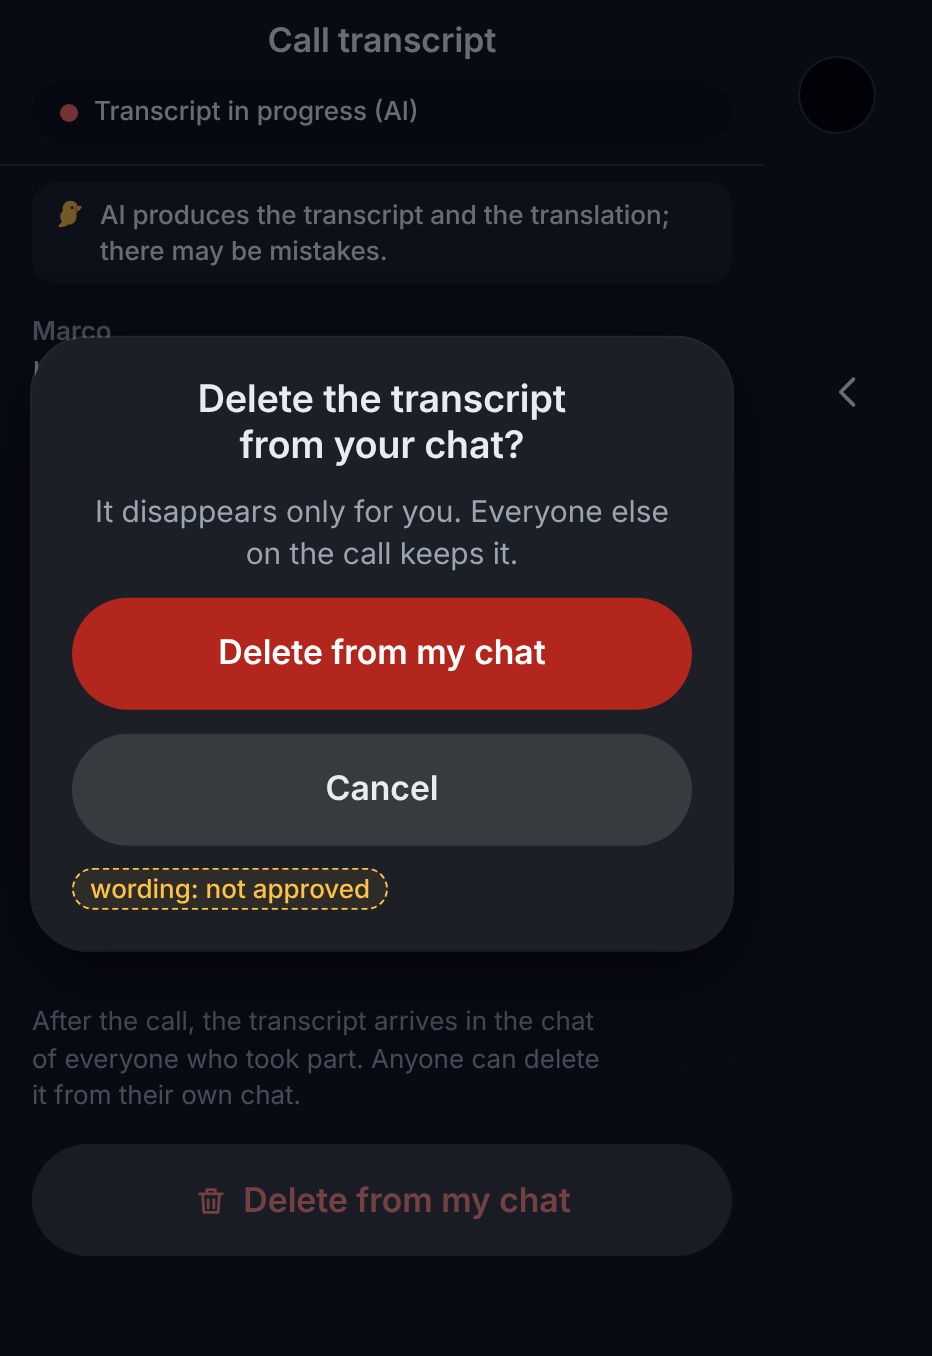 Call transcript
Transcript in progress (AI)
AI produces the transcript and the translation;
there may be mistakes.
Marco
Delete the transcript
from your chat?
It disappears only for you. Everyone else
on the call keeps it.
Delete from my chat
Cancel
wording: not approved
After the call, the transcript arrives in the chat
of everyone who took part. Anyone can delete
it from their own chat.
Delete from my chat